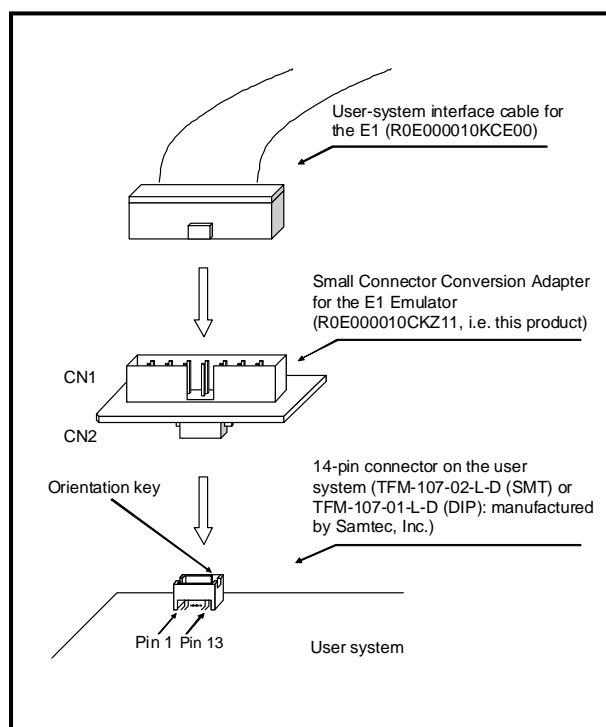 User-system interface cable for
the E1 (R0E000010KCE00)
Small Connector Conversion Adapter
for the E1 Emulator
(R0E000010CKZ11, i.e. this product)
CN1
CN2
14-pin connector on the user
system (TFM-107-02-L-D (SMT) or
TFM-107-01-L-D (DIP): manufactured
by Samtec, Inc.)
Orientation key
Pin 1 Pin 13
User system